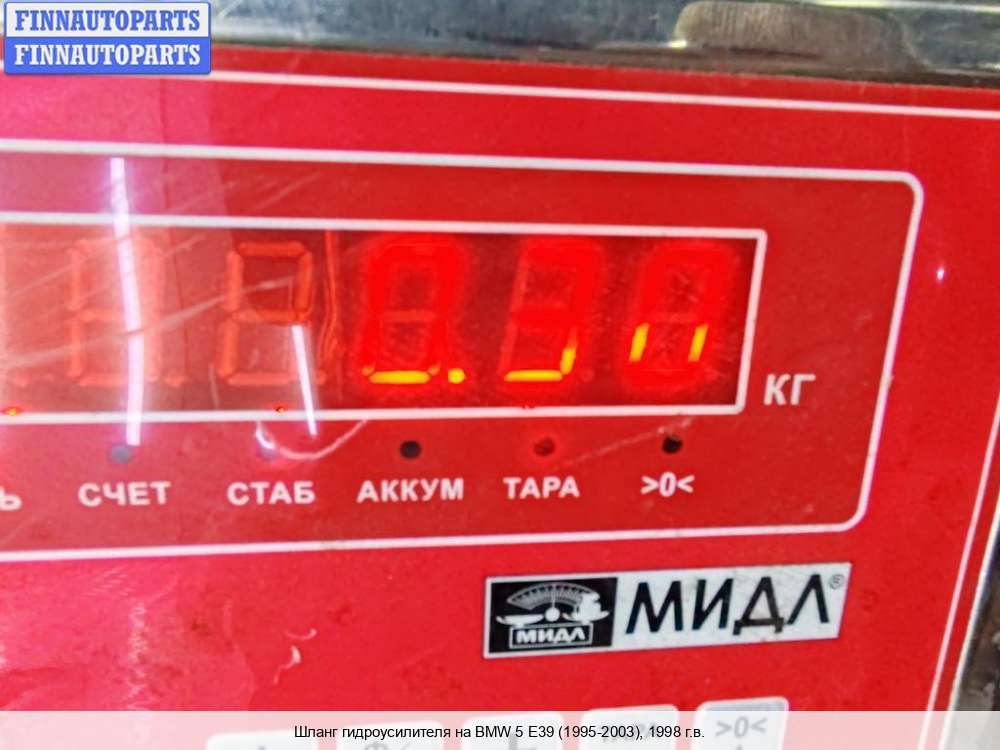 FINNAUTOPARTS
FINNAUTOPARTS
КГ
СЧЕТ СТАБ АККУМ ТАРА >0<
МИДЛ МИДЛ®
>0<
Шланг гидроусилителя на BMW 5 E39 (1995-2003), 1998 г.в.